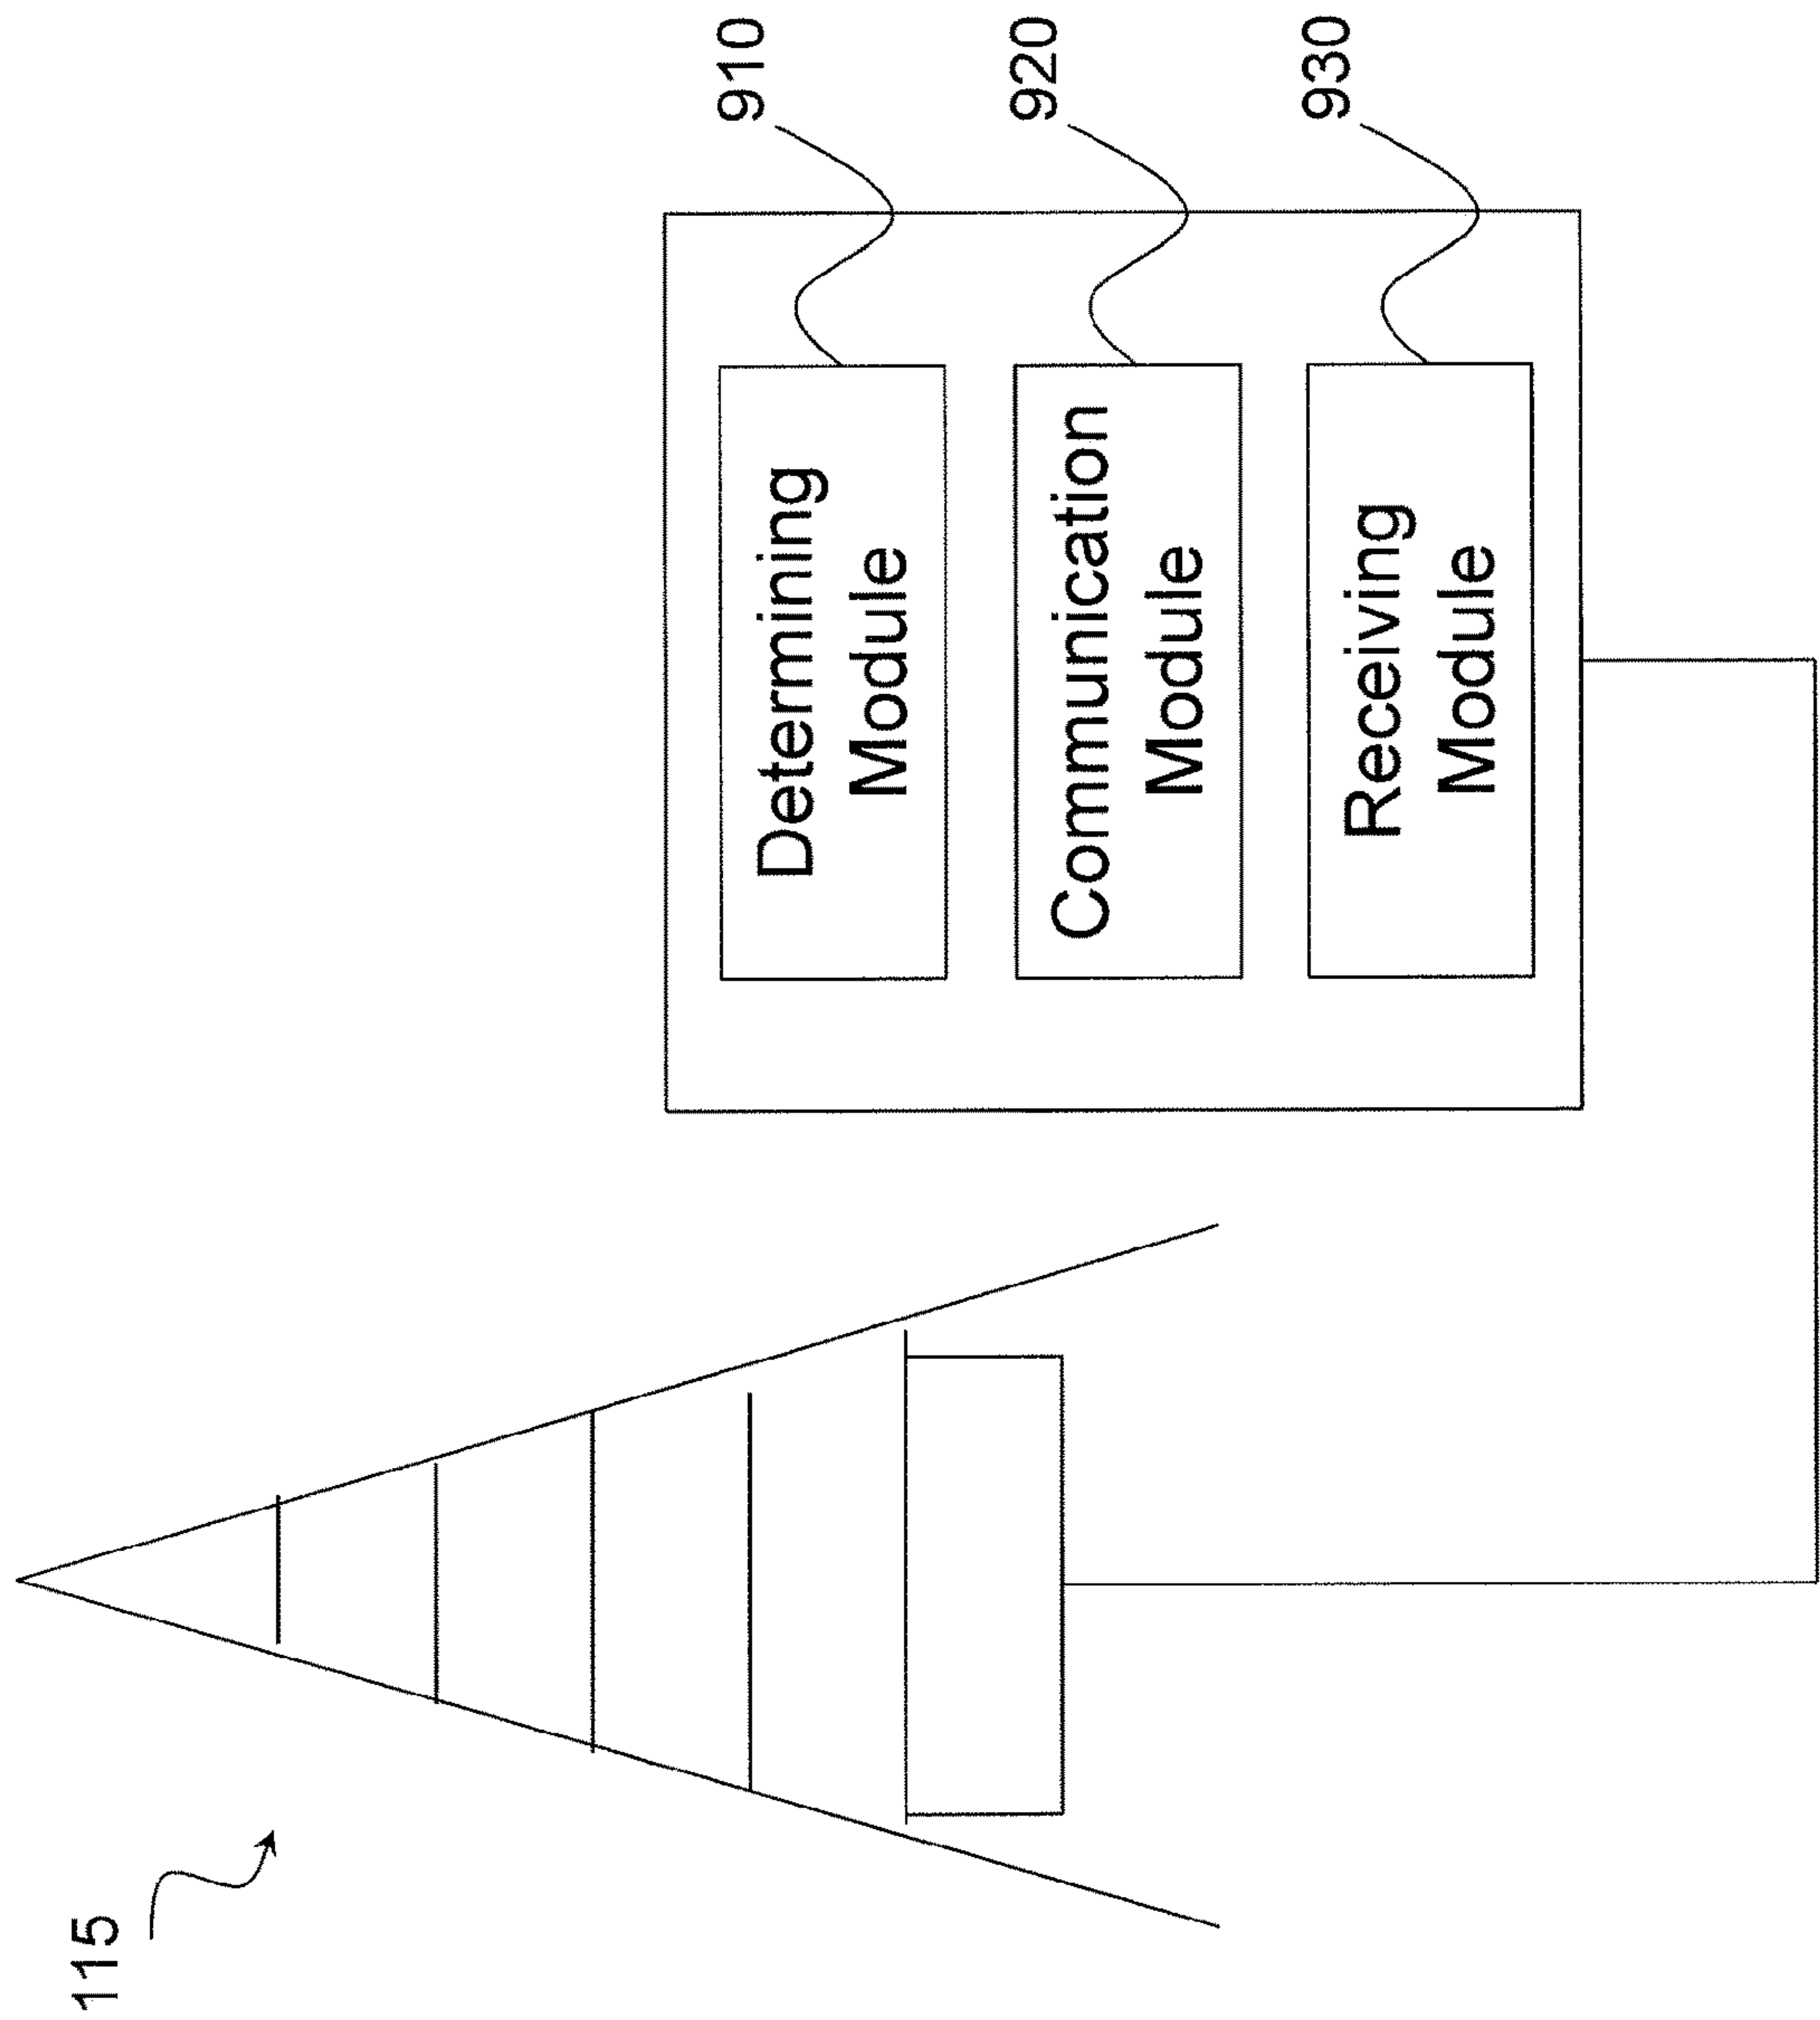 115
Determining
Module
910
Communication
Module
920
Receiving
Module
930